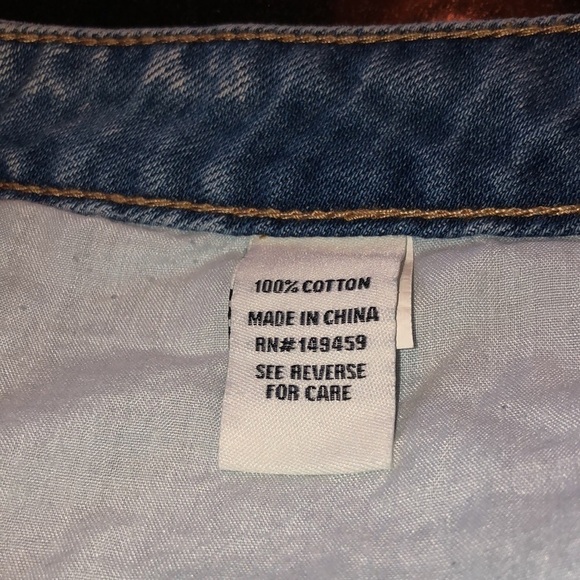 100% COTTON
MADE IN CHINA
RN#149459
SEE REVERSE
FOR CARE